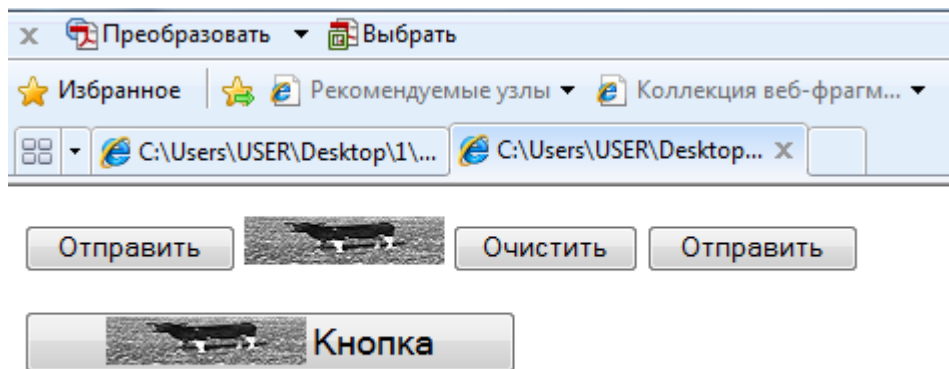 Преобразовать Выбрать
Избранное Рекомендуемые узлы Коллекция веб-фрагм...
C:\Users\USER\Desktop\1\... C:\Users\USER\Desktop...
Отправить Очистить Отправить
Кнопка